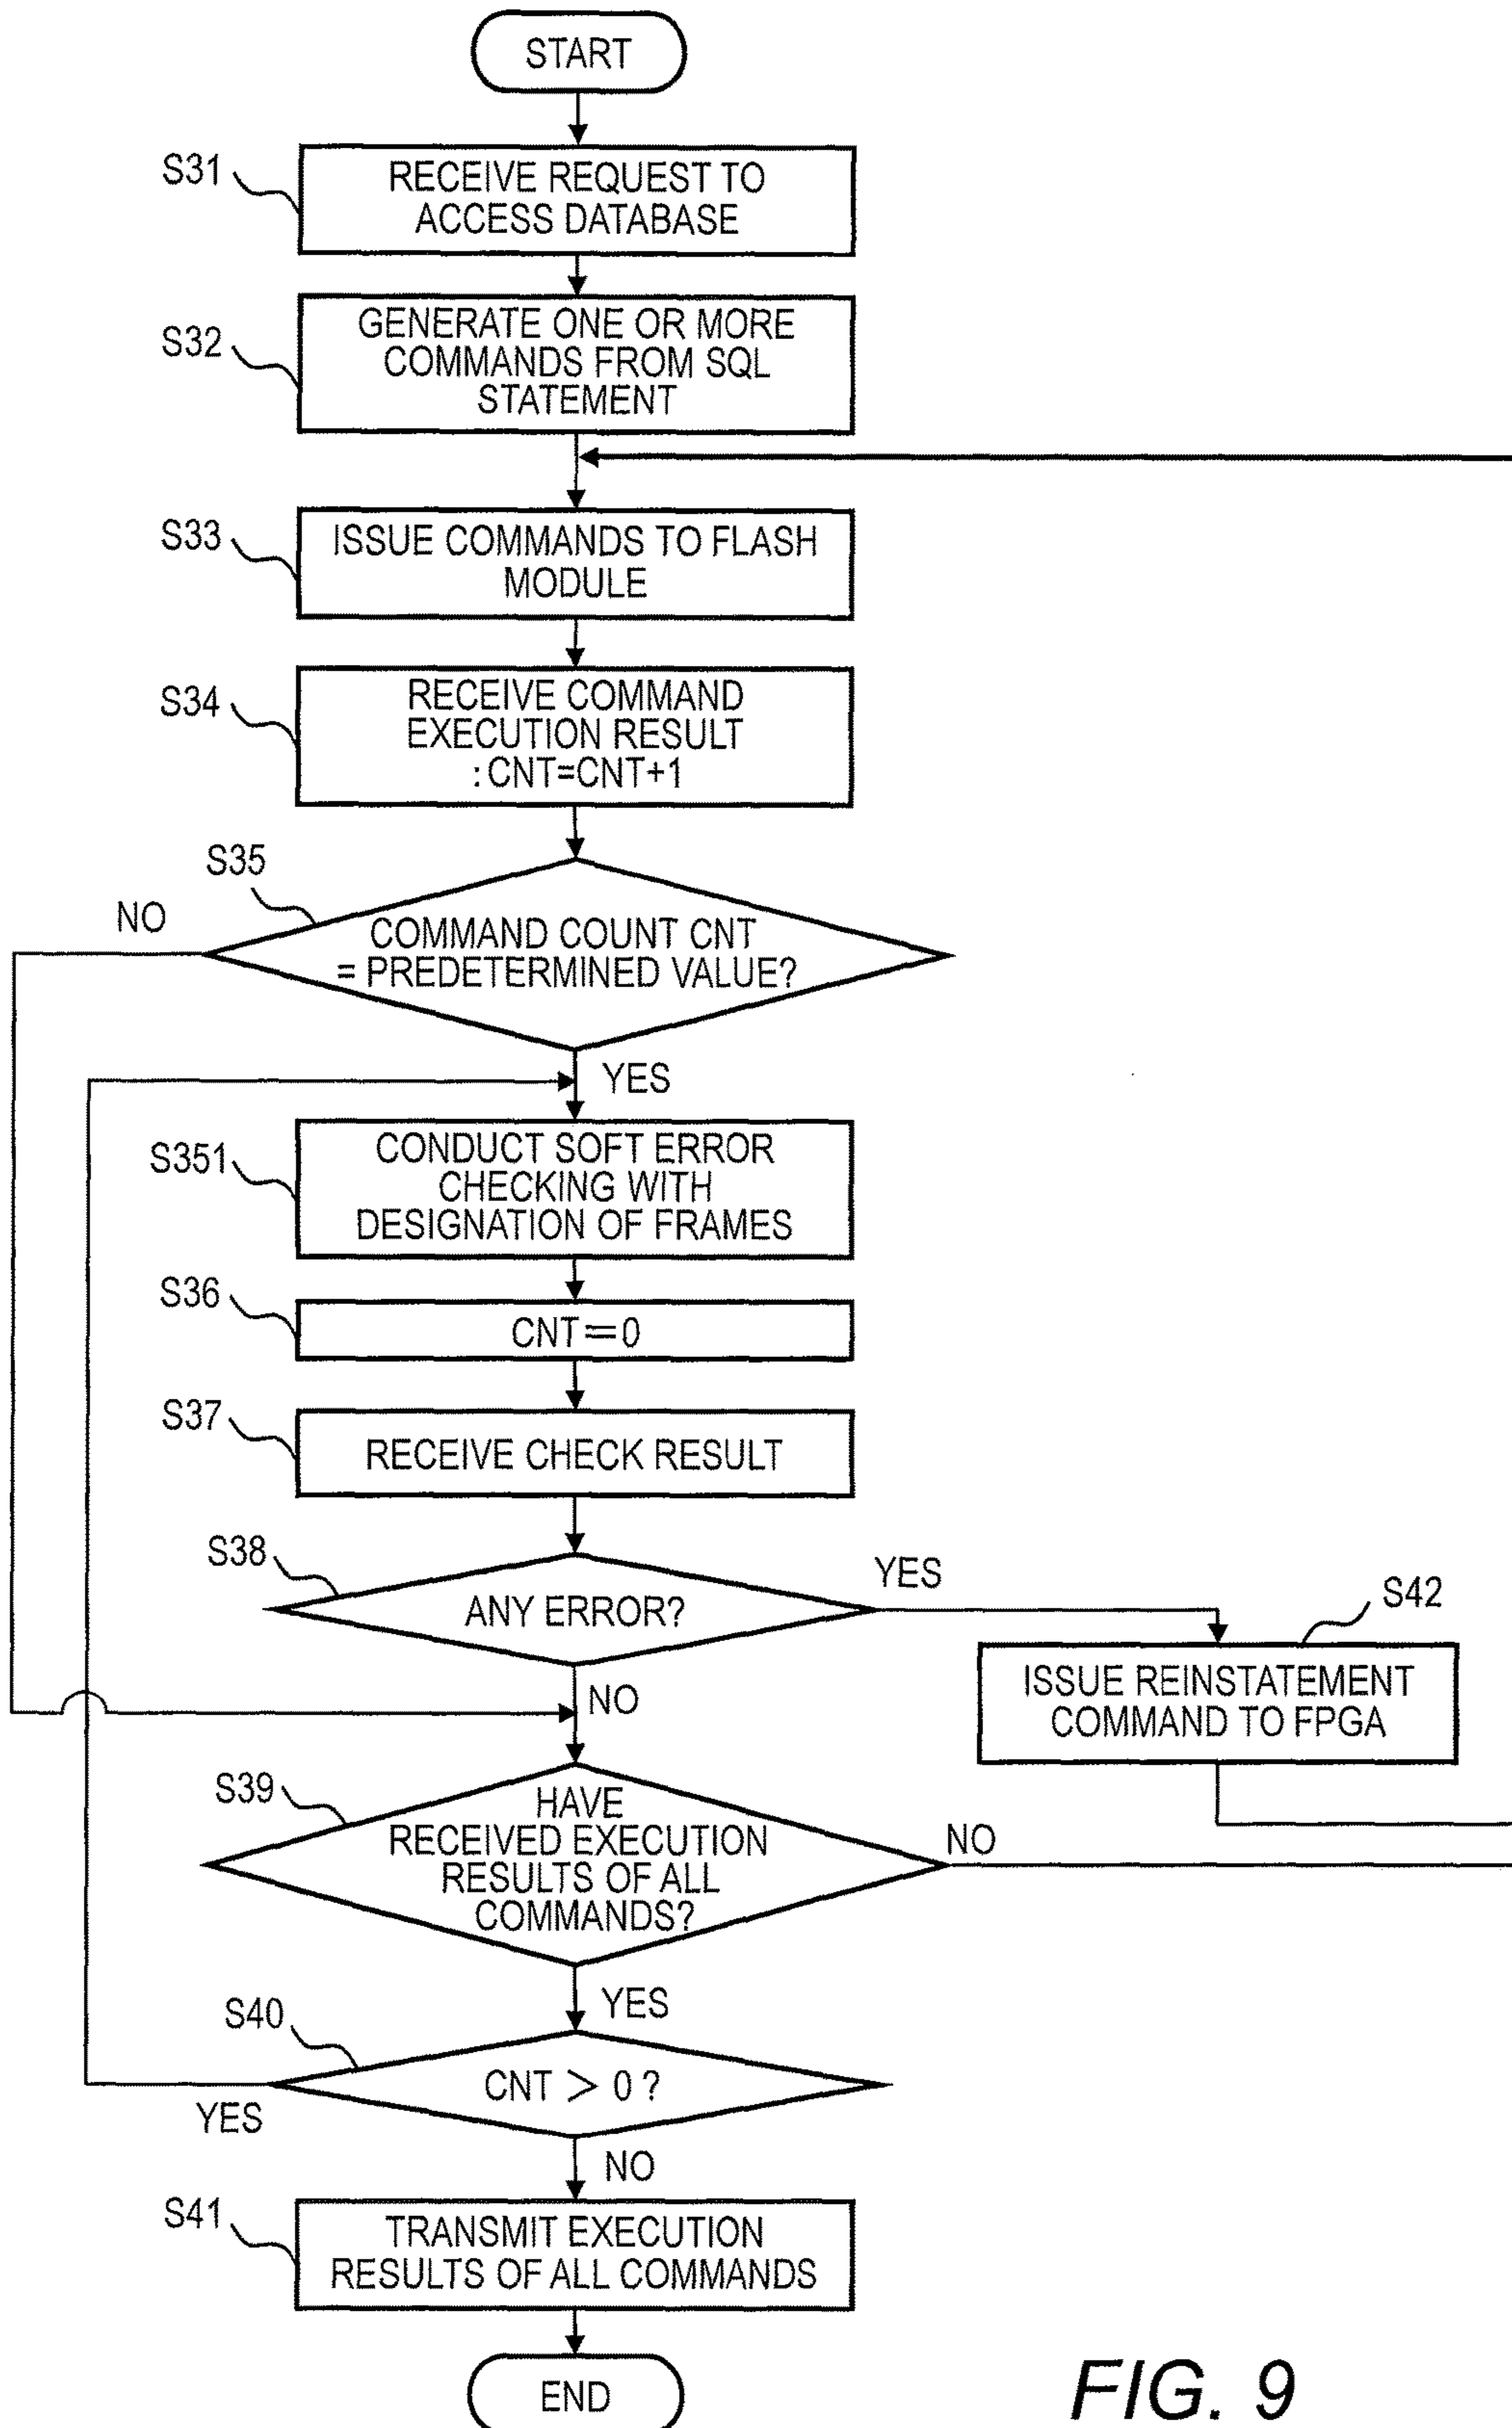 START
S31
RECEIVE REQUEST TO
ACCESS DATABASE
S32
GENERATE ONE OR MORE
COMMANDS FROM SQL
STATEMENT
S33
ISSUE COMMANDS TO FLASH
MODULE
S34
RECEIVE COMMAND
EXECUTION RESULT
:CNT=CNT+1
S35
NO
COMMAND COUNT CNT
= PREDETERMINED VALUE?
YES
S351
CONDUCT SOFT ERROR
CHECKING WITH
DESIGNATION OF FRAMES
S36
CNT=0
S37
RECEIVE CHECK RESULT
S38
ANY ERROR?
YES
S42
ISSUE REINSTATEMENT
COMMAND TO FPGA
NO
S39
HAVE
RECEIVED EXECUTION
RESULTS OF ALL
COMMANDS?
NO
YES
S40
CNT > 0 ?
YES
NO
S41
TRANSMIT EXECUTION
RESULTS OF ALL COMMANDS
END
FIG. 9